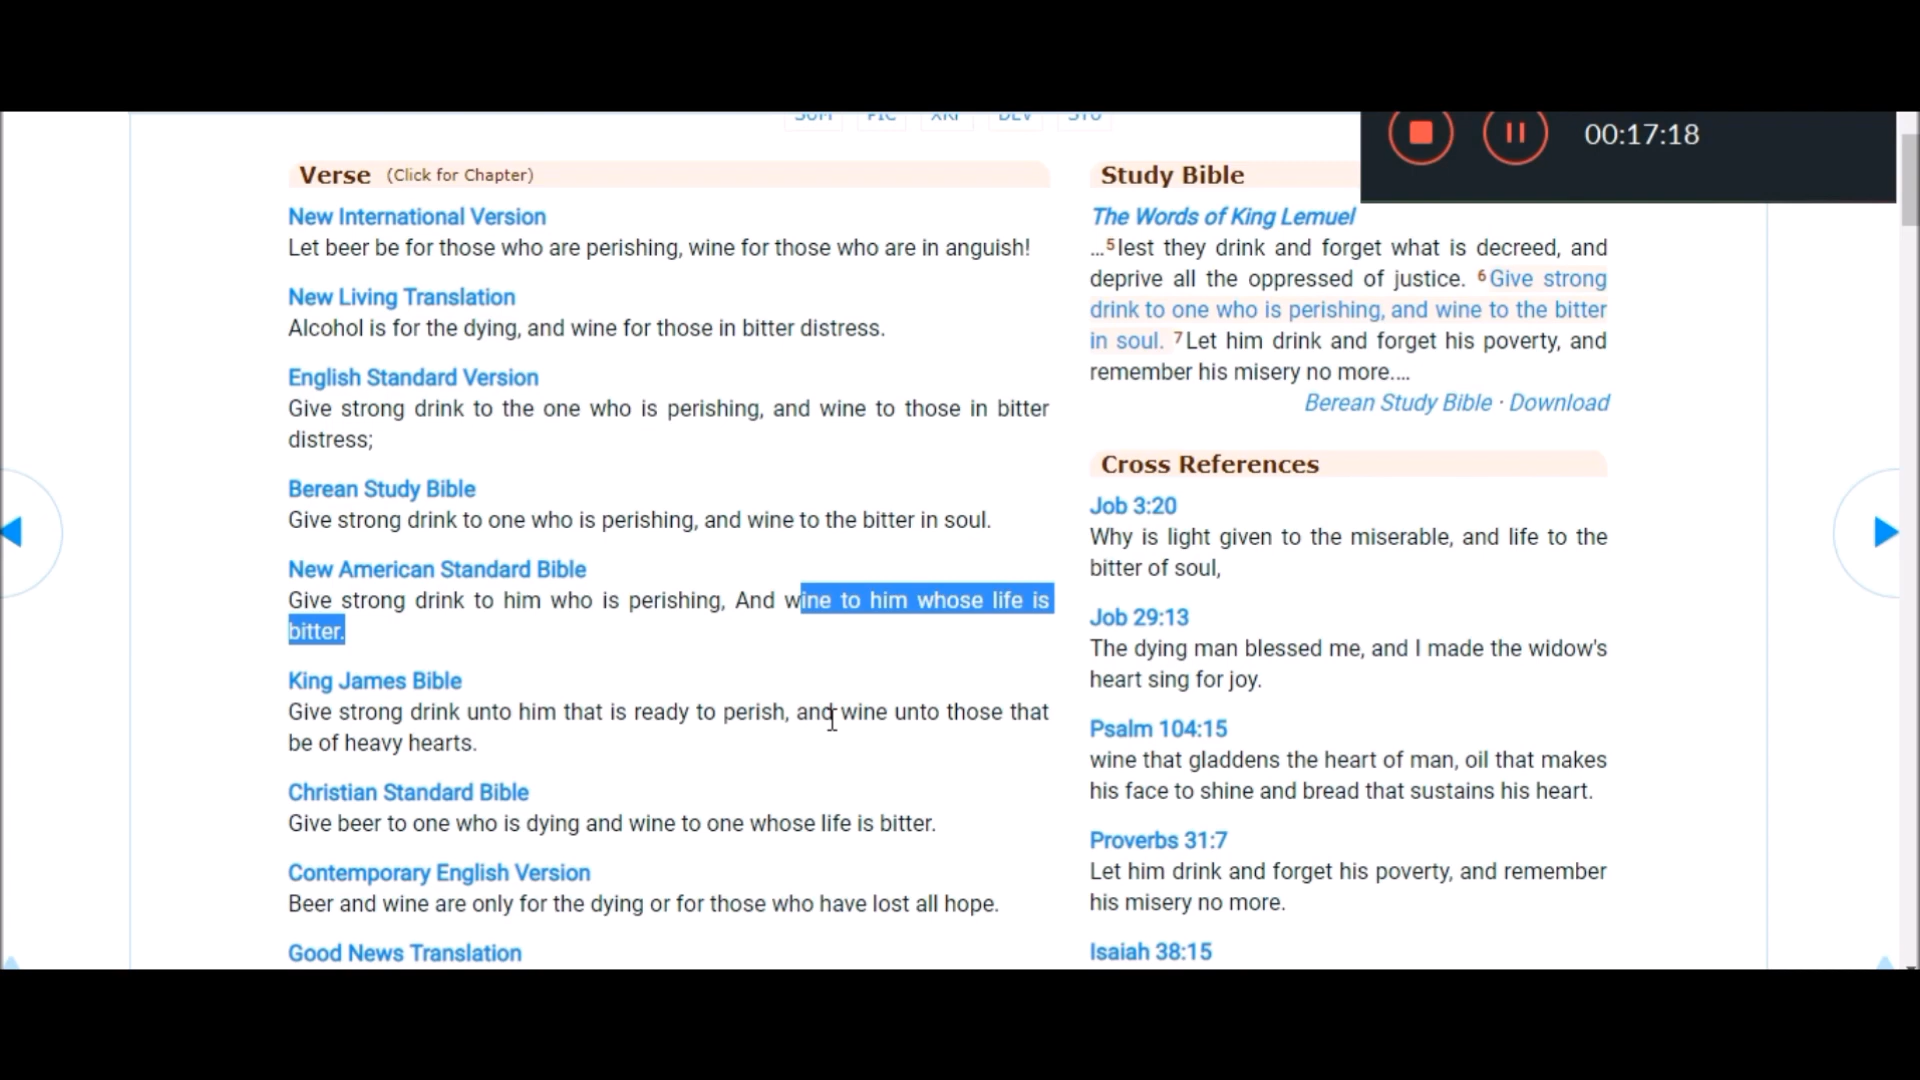 SUM PIC XRF DEV STU
00:17:18
Verse (Click for Chapter)
New International Version
Let beer be for those who are perishing, wine for those who are in anguish!
New Living Translation
Alcohol is for the dying, and wine for those in bitter distress.
English Standard Version
Give strong drink to the one who is perishing, and wine to those in bitter
distress;
Berean Study Bible
Give strong drink to one who is perishing, and wine to the bitter in soul.
New American Standard Bible
Give strong drink to him who is perishing, And wine to him whose life is
bitter.
King James Bible
Give strong drink unto him that is ready to perish, and wine unto those that
be of heavy hearts.
Christian Standard Bible
Give beer to one who is dying and wine to one whose life is bitter.
Contemporary English Version
Beer and wine are only for the dying or for those who have lost all hope.
Good News Translation
Study Bible
The Words of King Lemuel
…5lest they drink and forget what is decreed, and
deprive all the oppressed of justice. 6Give strong
drink to one who is perishing, and wine to the bitter
in soul. 7Let him drink and forget his poverty, and
remember his misery no more.…
Berean Study Bible · Download
Cross References
Job 3:20
Why is light given to the miserable, and life to the
bitter of soul,
Job 29:13
The dying man blessed me, and I made the widow's
heart sing for joy.
Psalm 104:15
wine that gladdens the heart of man, oil that makes
his face to shine and bread that sustains his heart.
Proverbs 31:7
Let him drink and forget his poverty, and remember
his misery no more.
Isaiah 38:15